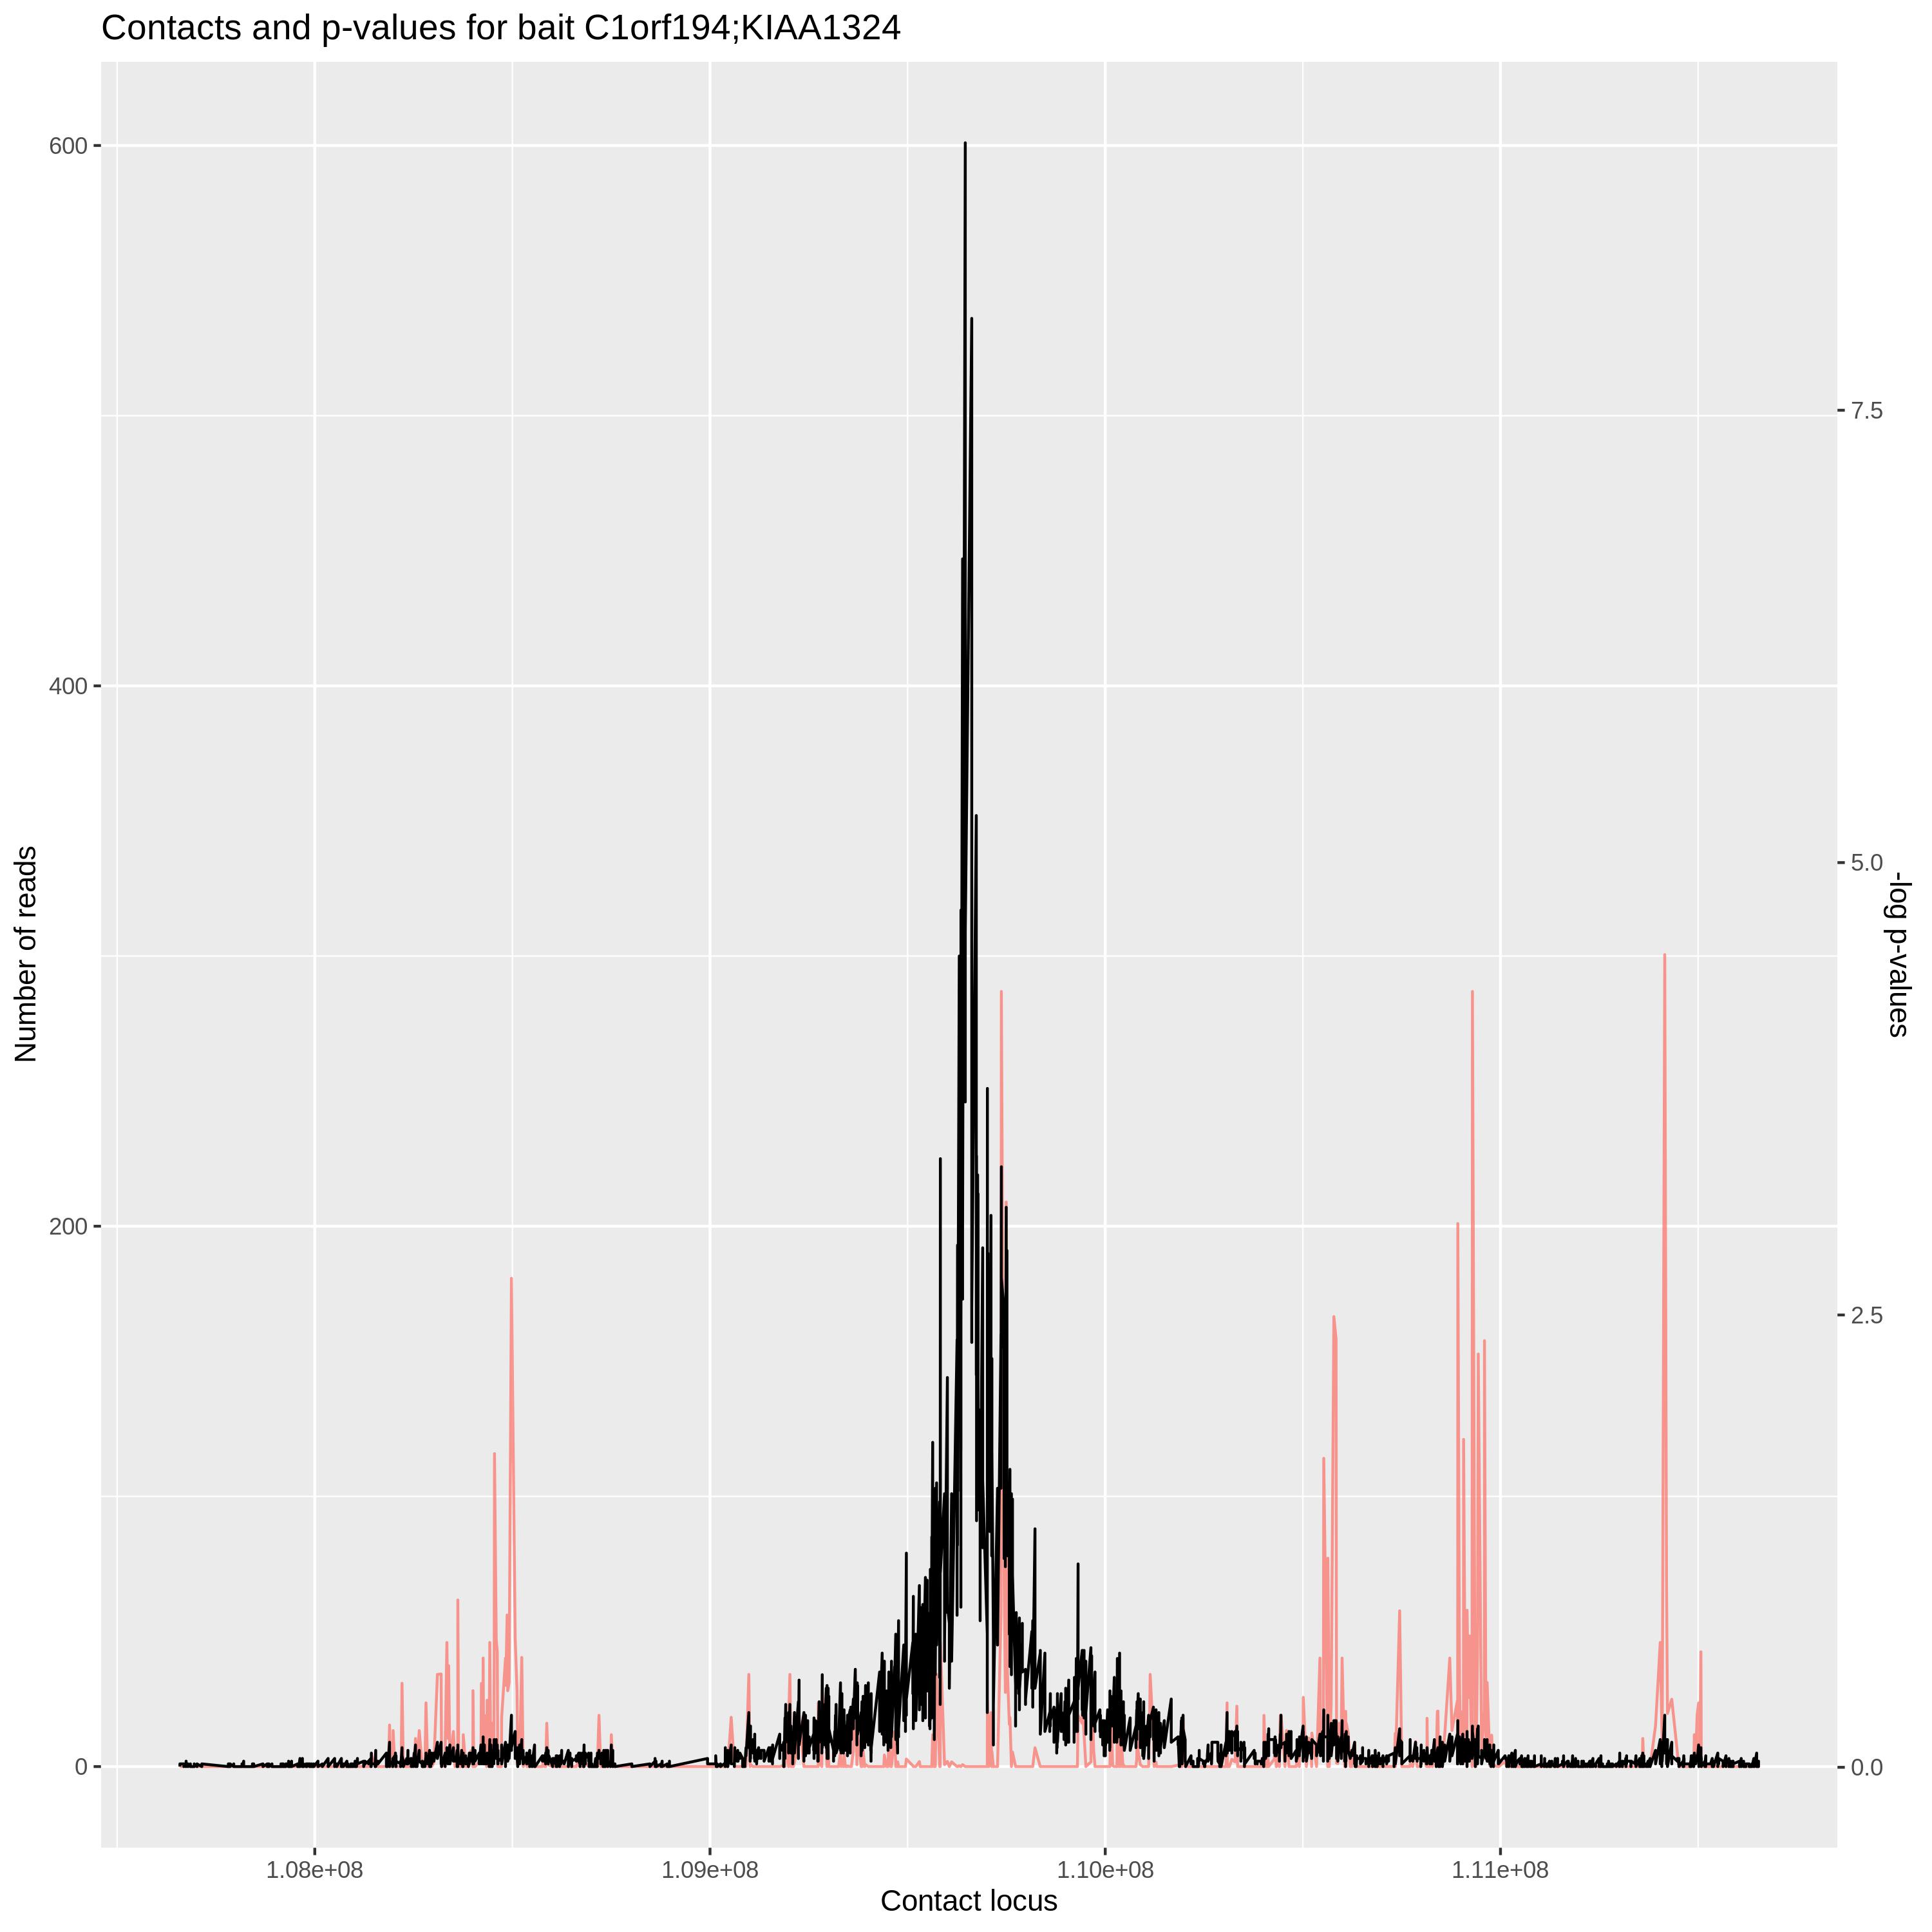 Contacts and p-values for bait C1orf194;KIAA1324
600
400
200
0
Number of reads
7.5
5.0
2.5
0.0
-log p-values
1.08e+08 1.09e+08 1.10e+08 1.11e+08
Contact locus